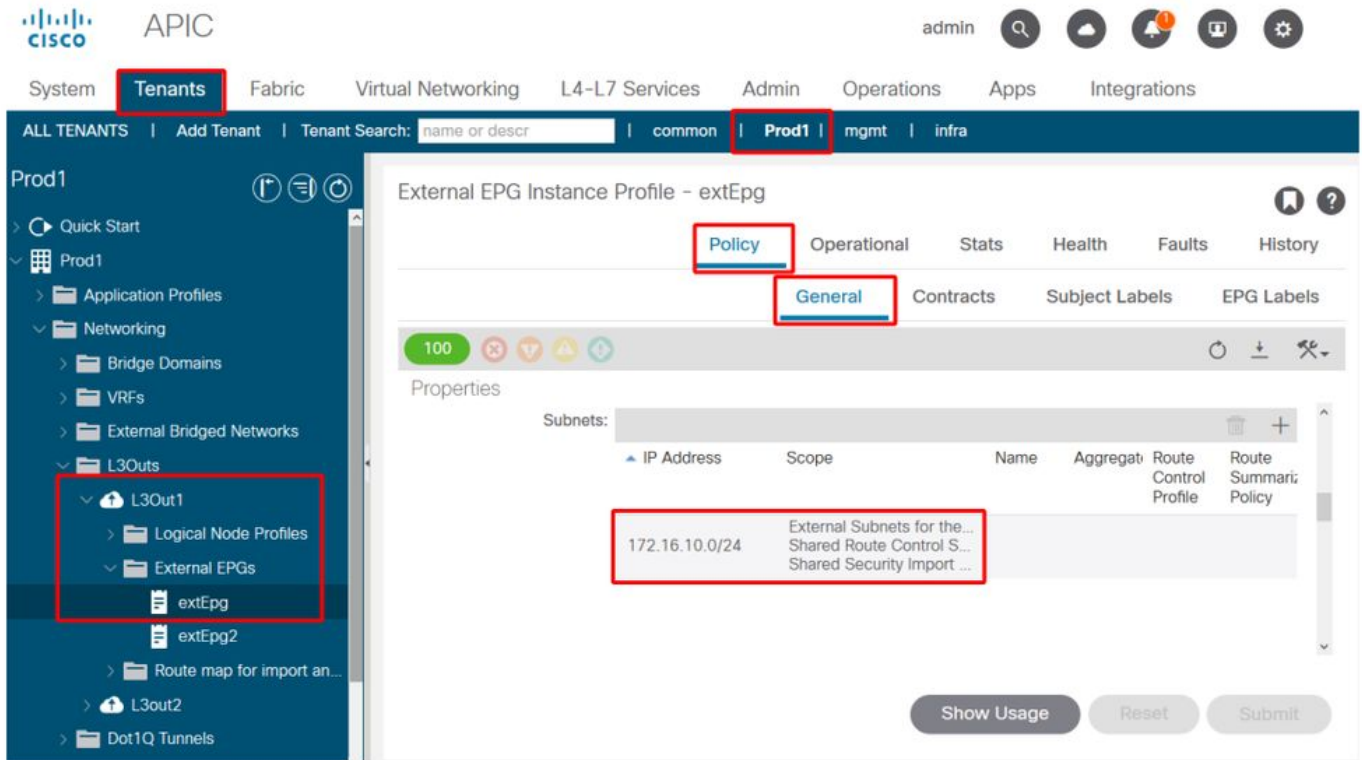 CISCO
APIC
admin
1
System Tenants Fabric Virtual Networking L4-L7 Services Admin Operations Apps Integrations
ALL TENANTS | Add Tenant | Tenant Search: name or descr | common | Prod1 | mgmt | infra
Prod1
Quick Start
Prod1
Application Profiles
Networking
Bridge Domains
VRFs
External Bridged Networks
L3Outs
L3Out1
Logical Node Profiles
External EPGs
extEpg
extEpg2
Route map for import an...
L3out2
Dot1Q Tunnels
External EPG Instance Profile - extEpg
Policy Operational Stats Health Faults History
General Contracts Subject Labels EPG Labels
100
Properties
Subnets:
IP Address Scope Name Aggregat Route Control Profile Route Summariz Policy
172.16.10.0/24
External Subnets for the...
Shared Route Control S...
Shared Security Import ...
Show Usage Reset Submit